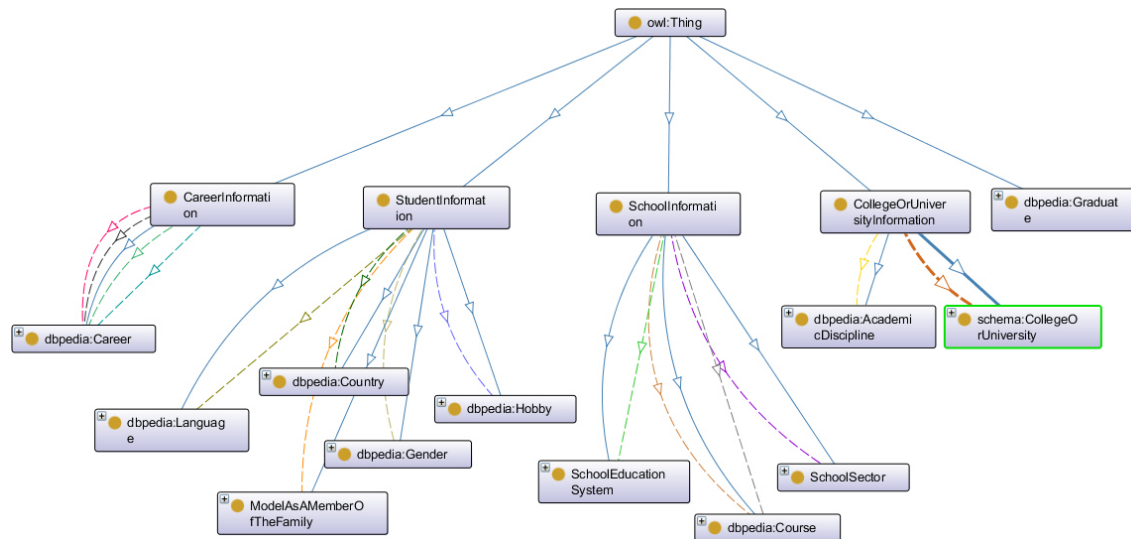 owl:Thing
CareerInformati
on
StudentInformat
ion
SchoolInformati
on
CollegeOrUniver
sityInformation
dbpedia:Graduat
e
dbpedia:Career
dbpedia:Languag
e
dbpedia:Country
dbpedia:Gender
ModelAsAMemberO
fTheFamily
dbpedia:Hobby
SchoolEducation
System
dbpedia:Course
SchoolSector
dbpedia:Academi
cDiscipline
schema:CollegeO
rUniversity